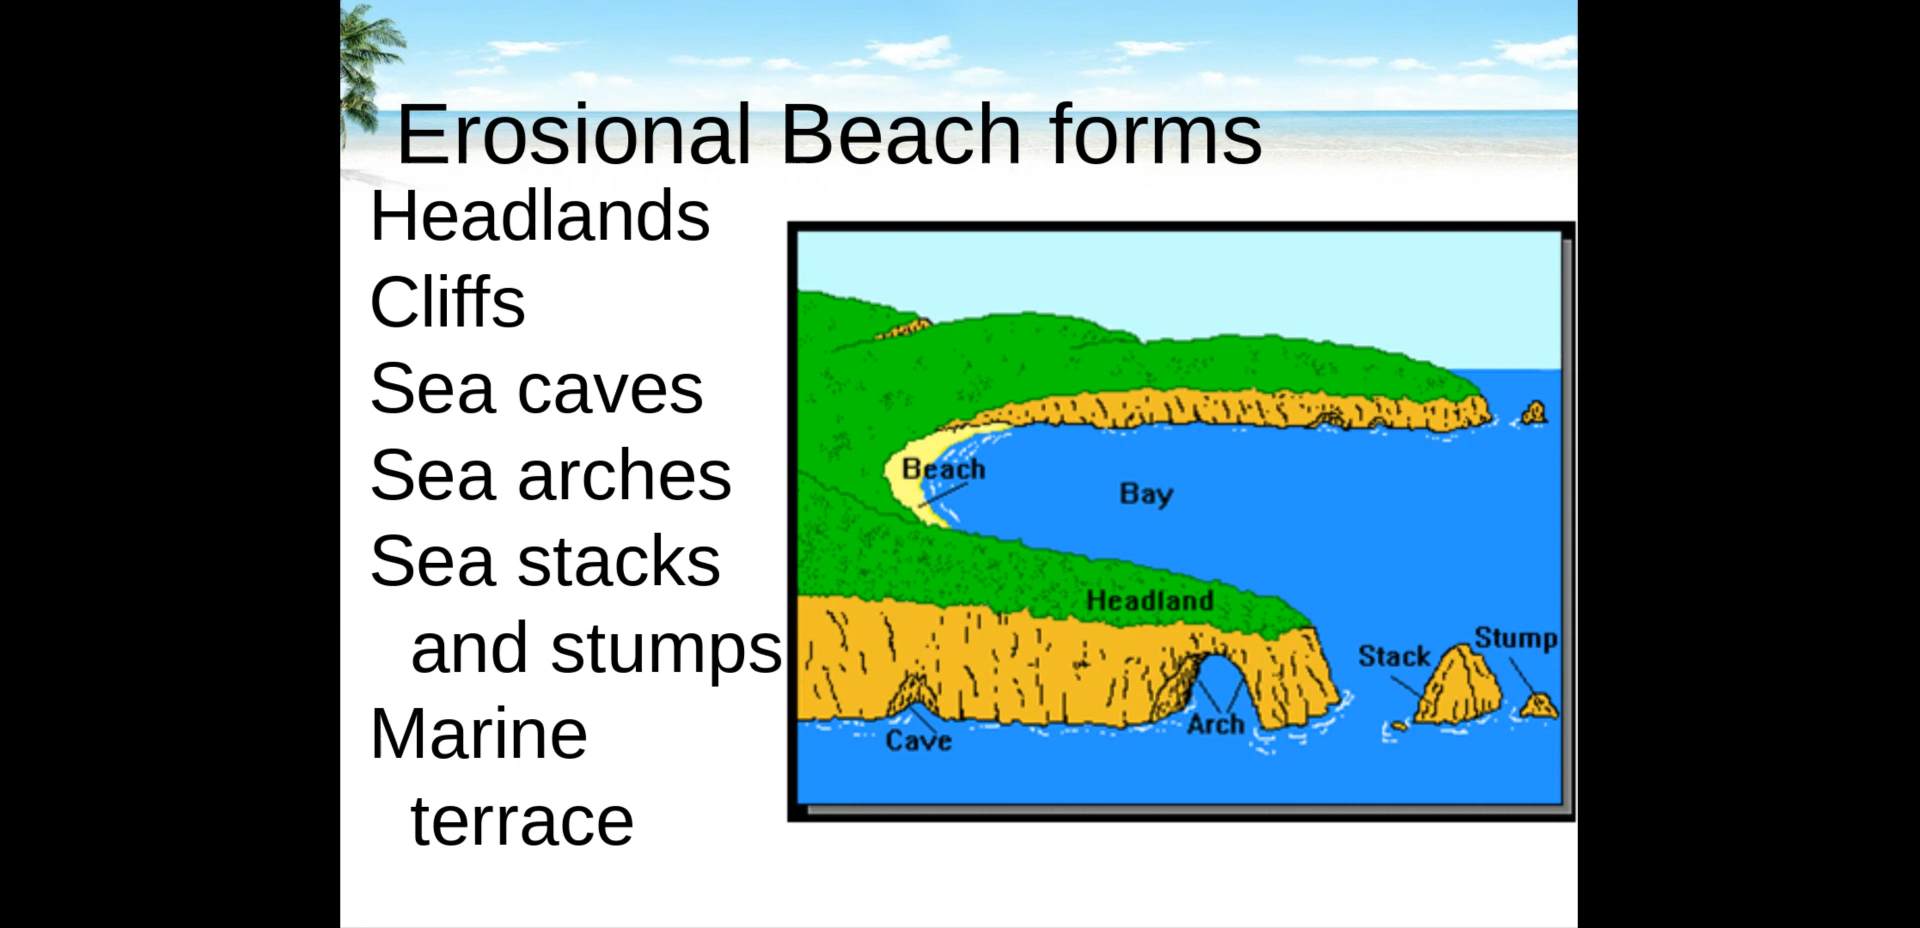 Erosional Beach forms
Headlands
Cliffs
Sea caves
Sea arches
Sea stacks
and stumps
Marine
terrace
Beach
Bay
Headland
Stack
Stump
Cave
Arch